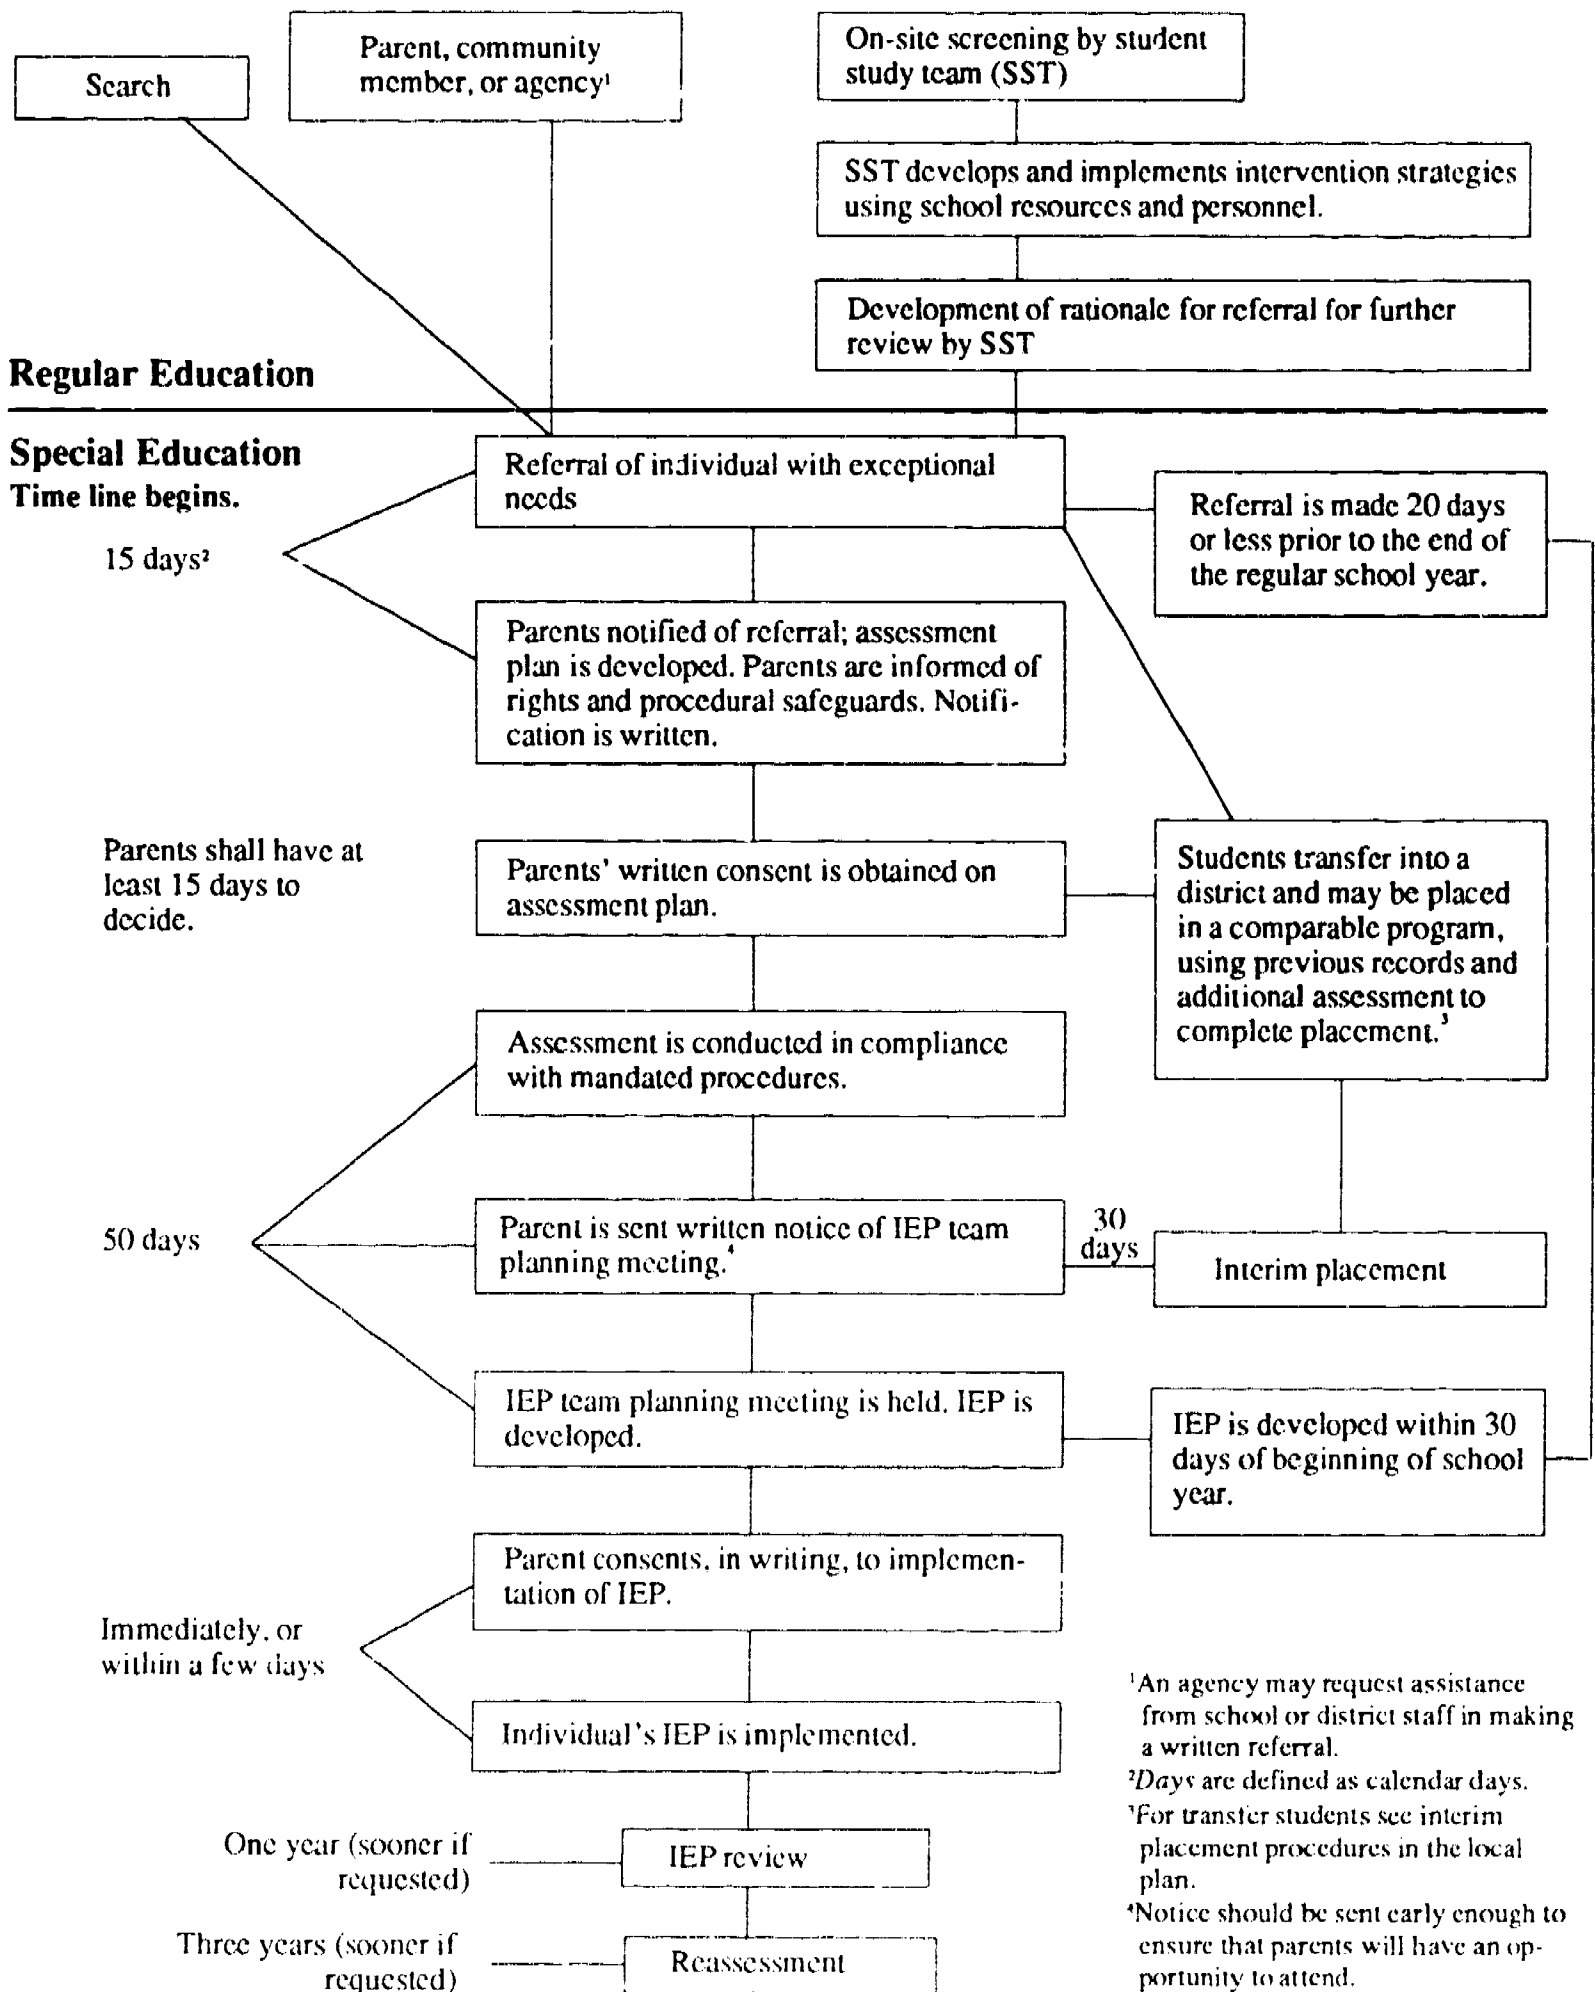 Search
Parent, community
member, or agency¹
On-site screening by student
study team (SST)
SST develops and implements intervention strategies
using school resources and personnel.
Development of rationale for referral for further
review by SST
Regular Education
Special Education
Time line begins.
15 days²
Referral of individual with exceptional
needs
Referral is made 20 days
or less prior to the end of
the regular school year.
Parents notified of referral; assessment
plan is developed. Parents are informed of
rights and procedural safeguards. Notifi-
cation is written.
Parents shall have at
least 15 days to
decide.
Parents' written consent is obtained on
assessment plan.
Students transfer into a
district and may be placed
in a comparable program,
using previous records and
additional assessment to
complete placement.³
Assessment is conducted in compliance
with mandated procedures.
50 days
Parent is sent written notice of IEP team
planning meeting.⁴
30
days
Interim placement
IEP team planning meeting is held. IEP is
developed.
IEP is developed within 30
days of beginning of school
year.
Parent consents, in writing, to implemen-
tation of IEP.
Immediately, or
within a few days
Individual's IEP is implemented.
One year (sooner if
requested)
IEP review
Three years (sooner if
requested)
Reassessment
¹An agency may request assistance
from school or district staff in making
a written referral.
²Days are defined as calendar days.
³For transfer students see interim
placement procedures in the local
plan.
⁴Notice should be sent early enough to
ensure that parents will have an op-
portunity to attend.